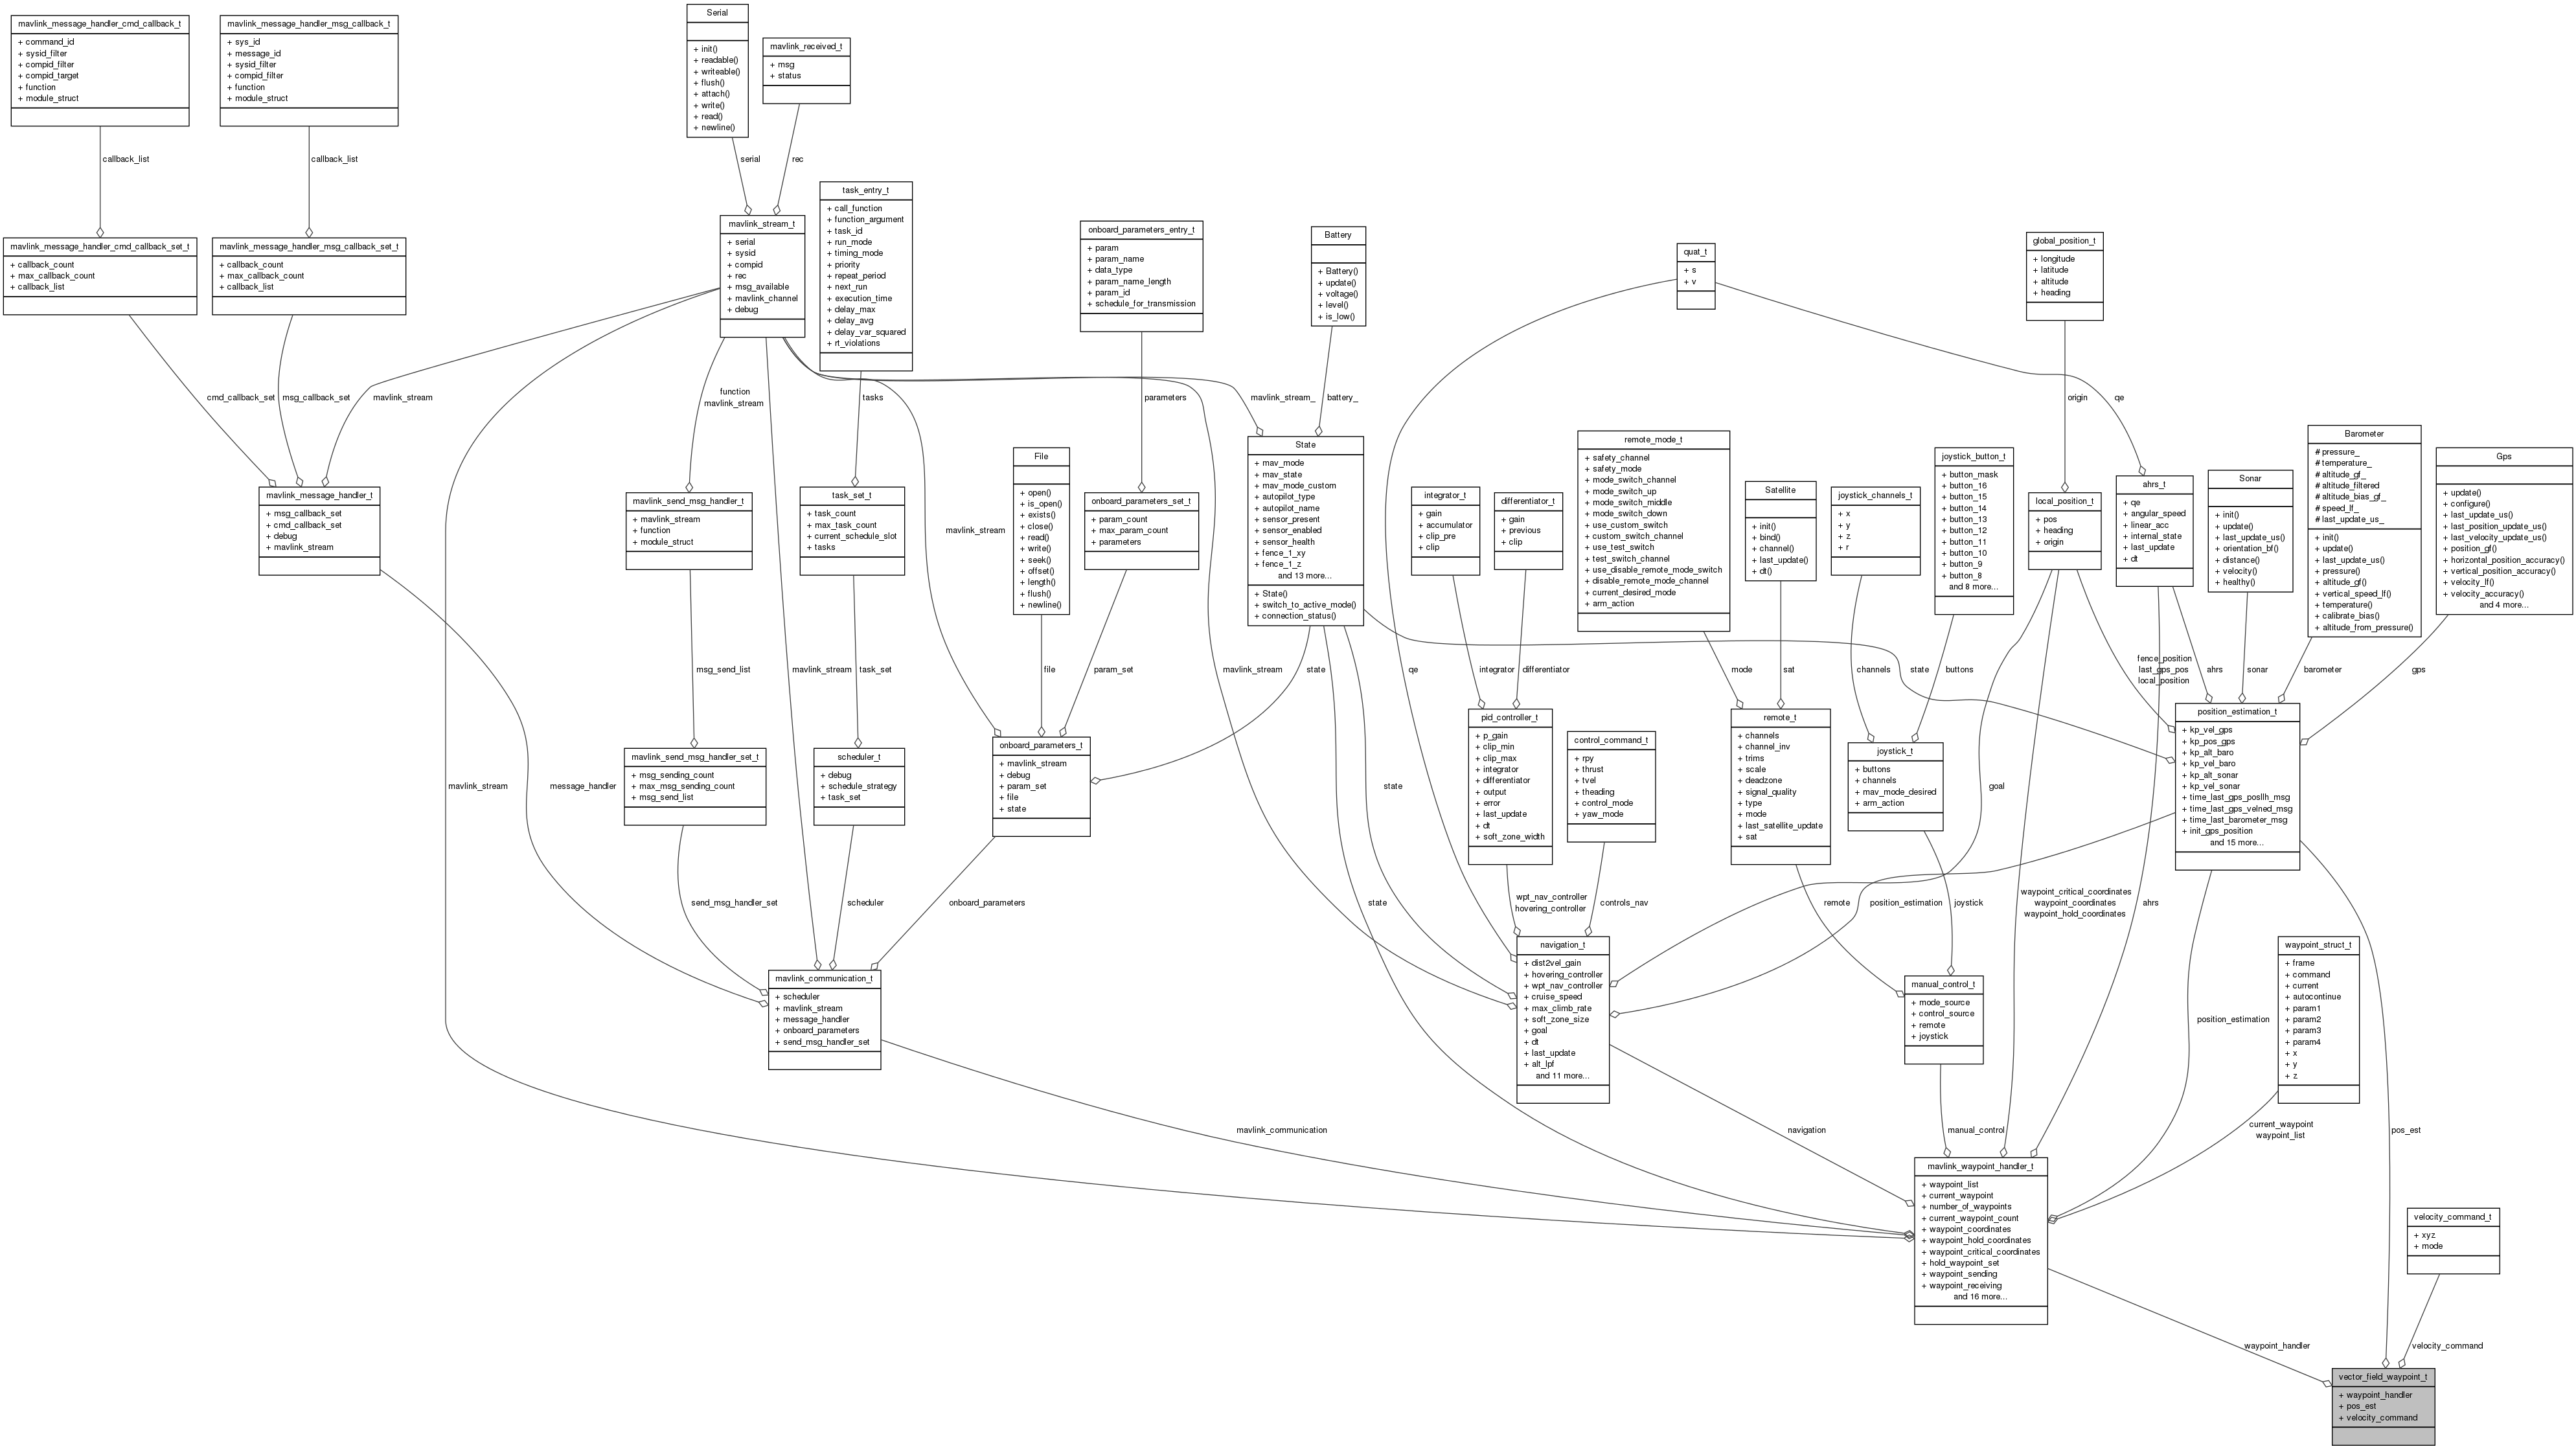 mavlink_message_handler_cmd_callback_t
+ command_id
+ sysid_filter
+ compid_filter
+ compid_target
+ function
+ module_struct
mavlink_message_handler_msg_callback_t
+ sys_id
+ message_id
+ sysid_filter
+ compid_filter
+ function
+ module_struct
Serial
+ init()
+ readable()
+ writeable()
+ flush()
+ attach()
+ write()
+ read()
+ newline()
mavlink_received_t
+ msg
+ status
callback_list
callback_list
serial
rec
mavlink_message_handler_cmd_callback_set_t
+ callback_count
+ max_callback_count
+ callback_list
mavlink_message_handler_msg_callback_set_t
+ callback_count
+ max_callback_count
+ callback_list
mavlink_stream_t
+ serial
+ sysid
+ compid
+ rec
+ msg_available
+ mavlink_channel
+ debug
task_entry_t
+ call_function
+ function_argument
+ task_id
+ run_mode
+ timing_mode
+ priority
+ repeat_period
+ next_run
+ execution_time
+ delay_max
+ delay_avg
+ delay_var_squared
+ rt_violations
onboard_parameters_entry_t
+ param
+ param_name
+ data_type
+ param_name_length
+ param_id
+ schedule_for_transmission
Battery
+ Battery()
+ update()
+ voltage()
+ level()
+ is_low()
quat_t
+ s
+ v
global_position_t
+ longitude
+ latitude
+ altitude
+ heading
cmd_callback_set
msg_callback_set
mavlink_stream
function
mavlink_stream
tasks
parameters
mavlink_stream_
battery_
origin
qe
mavlink_message_handler_t
+ msg_callback_set
+ cmd_callback_set
+ debug
+ mavlink_stream
mavlink_send_msg_handler_t
+ mavlink_stream
+ function
+ module_struct
task_set_t
+ task_count
+ max_task_count
+ current_schedule_slot
+ tasks
mavlink_stream
File
+ open()
+ is_open()
+ exists()
+ close()
+ read()
+ write()
+ seek()
+ offset()
+ length()
+ flush()
+ newline()
onboard_parameters_set_t
+ param_count
+ max_param_count
+ parameters
State
+ mav_mode
+ mav_state
+ mav_mode_custom
+ autopilot_type
+ autopilot_name
+ sensor_present
+ sensor_enabled
+ sensor_health
+ fence_1_xy
+ fence_1_z
and 13 more...
+ State()
+ switch_to_active_mode()
+ connection_status()
integrator_t
+ gain
+ accumulator
+ clip_pre
+ clip
differentiator_t
+ gain
+ previous
+ clip
remote_mode_t
+ safety_channel
+ safety_mode
+ mode_switch_channel
+ mode_switch_up
+ mode_switch_middle
+ mode_switch_down
+ use_custom_switch
+ custom_switch_channel
+ use_test_switch
+ test_switch_channel
+ use_disable_remote_mode_switch
+ disable_remote_mode_channel
+ current_desired_mode
+ arm_action
Satellite
+ init()
+ bind()
+ channel()
+ last_update()
+ dt()
joystick_channels_t
+ x
+ y
+ z
+ r
joystick_button_t
+ button_mask
+ button_16
+ button_15
+ button_14
+ button_13
+ button_12
+ button_11
+ button_10
+ button_9
+ button_8
and 8 more...
local_position_t
+ pos
+ heading
+ origin
ahrs_t
+ qe
+ angular_speed
+ linear_acc
+ internal_state
+ last_update
+ dt
Sonar
+ init()
+ update()
+ last_update_us()
+ orientation_bf()
+ distance()
+ velocity()
+ healthy()
Barometer
# pressure_
# temperature_
# altitude_gf_
# altitude_filtered
# altitude_bias_gf_
# speed_lf_
# last_update_us_
+ init()
+ update()
+ last_update_us()
+ pressure()
+ altitude_gf()
+ vertical_speed_lf()
+ temperature()
+ calibrate_bias()
+ altitude_from_pressure()
Gps
+ update()
+ configure()
+ last_update_us()
+ last_position_update_us()
+ last_velocity_update_us()
+ position_gf()
+ horizontal_position_accuracy()
+ vertical_position_accuracy()
+ velocity_lf()
+ velocity_accuracy()
and 4 more...
msg_send_list
mavlink_stream
task_set
file
param_set
mavlink_stream
state
qe
integrator
differentiator
mode
sat
channels
buttons
state
fence_position
last_gps_pos
local_position
ahrs
sonar
barometer
gps
mavlink_stream
message_handler
mavlink_send_msg_handler_set_t
+ msg_sending_count
+ max_msg_sending_count
+ msg_send_list
scheduler_t
+ debug
+ schedule_strategy
+ task_set
onboard_parameters_t
+ mavlink_stream
+ debug
+ param_set
+ file
+ state
state
pid_controller_t
+ p_gain
+ clip_min
+ clip_max
+ integrator
+ differentiator
+ output
+ error
+ last_update
+ dt
+ soft_zone_width
control_command_t
+ rpy
+ thrust
+ tvel
+ theading
+ control_mode
+ yaw_mode
remote_t
+ channels
+ channel_inv
+ trims
+ scale
+ deadzone
+ signal_quality
+ type
+ mode
+ last_satellite_update
+ sat
joystick_t
+ buttons
+ channels
+ mav_mode_desired
+ arm_action
goal
position_estimation_t
+ kp_vel_gps
+ kp_pos_gps
+ kp_alt_baro
+ kp_vel_baro
+ kp_alt_sonar
+ kp_vel_sonar
+ time_last_gps_posllh_msg
+ time_last_gps_velned_msg
+ time_last_barometer_msg
+ init_gps_position
and 15 more...
send_msg_handler_set
scheduler
onboard_parameters
state
wpt_nav_controller
hovering_controller
controls_nav
remote
position_estimation
joystick
waypoint_critical_coordinates
waypoint_coordinates
waypoint_hold_coordinates
ahrs
mavlink_communication_t
+ scheduler
+ mavlink_stream
+ message_handler
+ onboard_parameters
+ send_msg_handler_set
navigation_t
+ dist2vel_gain
+ hovering_controller
+ wpt_nav_controller
+ cruise_speed
+ max_climb_rate
+ soft_zone_size
+ goal
+ dt
+ last_update
+ alt_lpf
and 11 more...
manual_control_t
+ mode_source
+ control_source
+ remote
+ joystick
position_estimation
waypoint_struct_t
+ frame
+ command
+ current
+ autocontinue
+ param1
+ param2
+ param3
+ param4
+ x
+ y
+ z
mavlink_communication
navigation
manual_control
current_waypoint
waypoint_list
pos_est
mavlink_waypoint_handler_t
+ waypoint_list
+ current_waypoint
+ number_of_waypoints
+ current_waypoint_count
+ waypoint_coordinates
+ waypoint_hold_coordinates
+ waypoint_critical_coordinates
+ hold_waypoint_set
+ waypoint_sending
+ waypoint_receiving
and 16 more...
velocity_command_t
+ xyz
+ mode
waypoint_handler
velocity_command
vector_field_waypoint_t
+ waypoint_handler
+ pos_est
+ velocity_command